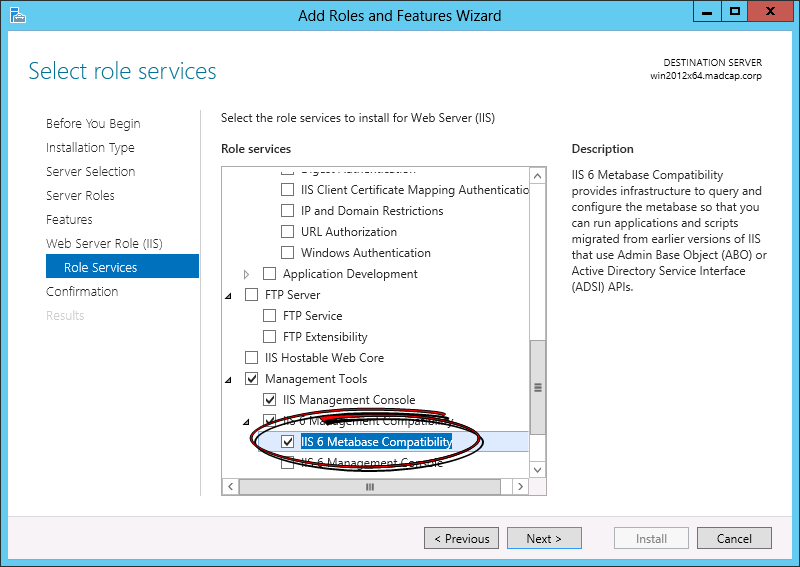 Add Roles and Features Wizard
Select role services
DESTINATION SERVER
win2012x64.madcap.corp
Before You Begin
Installation Type
Server Selection
Server Roles
Features
Web Server Role (IIS)
Role Services
Confirmation
Results
Select the role services to install for Web Server (IIS)
Role services
Digest Authentication
IIS Client Certificate Mapping Authenticatio
IP and Domain Restrictions
URL Authorization
Windows Authentication
Application Development
FTP Server
FTP Service
FTP Extensibility
IIS Hostable Web Core
Management Tools
IIS Management Console
IIS 6 Management Compatibility
IIS 6 Metabase Compatibility
IIS 6 Management Console
Description
IIS 6 Metabase Compatibility
provides infrastructure to query and
configure the metabase so that you
can run applications and scripts
migrated from earlier versions of IIS
that use Admin Base Object (ABO) or
Active Directory Service Interface
(ADSI) APIs.
< Previous
Next >
Install
Cancel